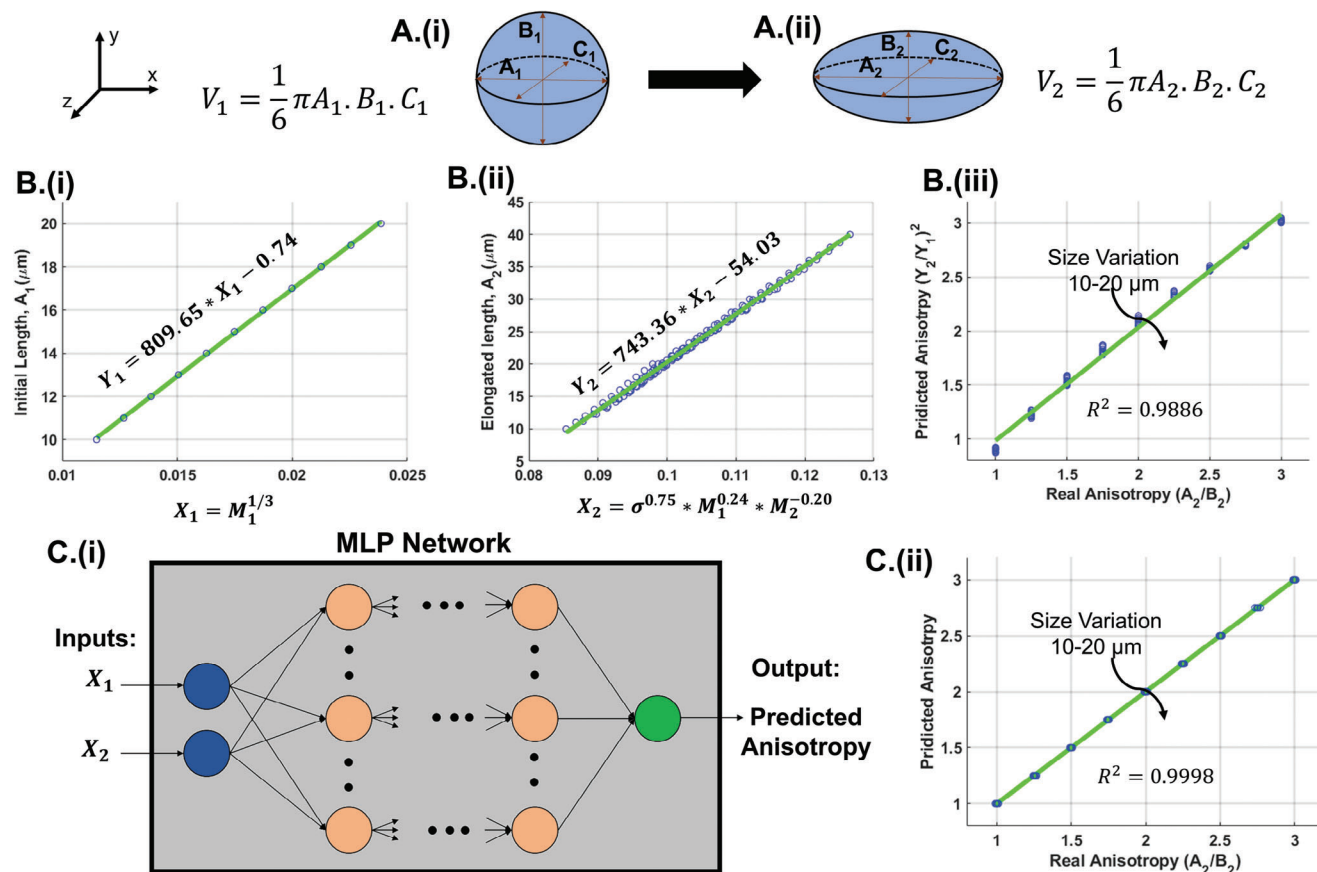 A.(i)
A.(ii)
y
x
z
V₁ = 1/6 πA₁. B₁. C₁
B₁
C₁
A₁
B₂
C₂
A₂
V₂ = 1/6 πA₂. B₂. C₂
B.(i)
Initial Length, A₁(μm)
20
18
16
14
12
10
Y₁ = 809.65 * X₁ − 0.74
0.01
0.015
0.020
0.025
X₁ = M₁^1/3
B.(ii)
Elongated length, A₂(μm)
45
40
35
30
25
20
15
10
5
Y₂ = 743.36 * X₂ − 54.03
0.08
0.09
0.1
0.11
0.12
0.13
X₂ = σ^0.75 * M₁^0.24 * M₂^−0.20
B.(iii)
Pridicted Anisotrpy (Y₂/Y₁)²
3
2.5
2
1.5
1
Size Variation
10-20 μm
R² = 0.9886
1
1.5
2
2.5
3
Real Anisotropy (A₂/B₂)
C.(i)
MLP Network
Inputs:
X₁
X₂
Output:
Predicted
Anisotropy
C.(ii)
Pridicted Anisotrpy
3
2.5
2
1.5
1
Size Variation
10-20 μm
R² = 0.9998
1
1.5
2
2.5
3
Real Anisotropy (A₂/B₂)